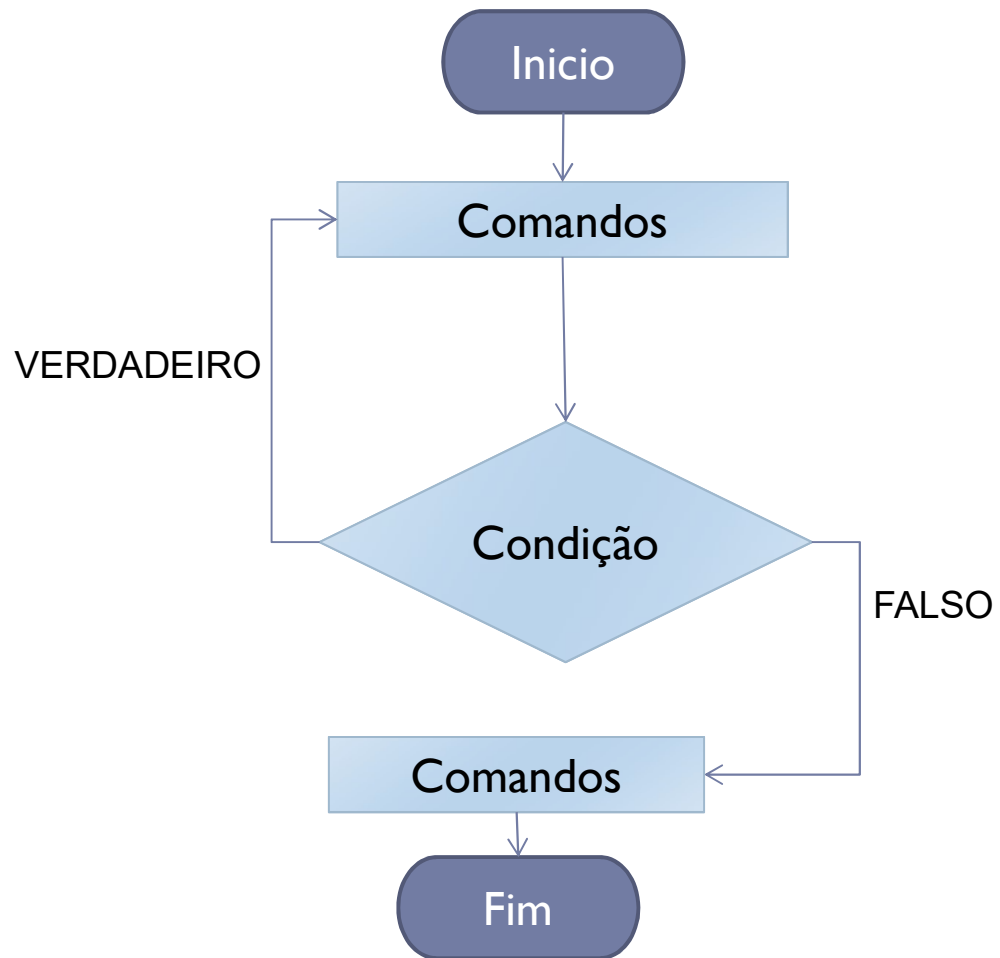 Inicio
Comandos
VERDADEIRO
Condição
FALSO
Comandos
Fim